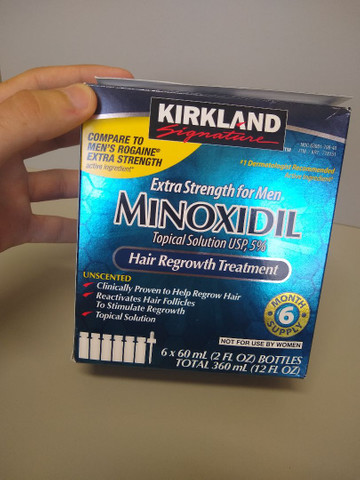 KIRKLAND
Signature™
COMPARE TO
MEN'S ROGAINE®
EXTRA STRENGTH
active ingredient*
#1 Dermatologist Recommended
Active Ingredient†
Extra Strength for Men
MINOXIDIL
Topical Solution USP, 5%
Hair Regrowth Treatment
UNSCENTED
Clinically Proven to Help Regrow Hair
Reactivates Hair Follicles
To Stimulate Regrowth
Topical Solution
MONTH
6
SUPPLY
NOT FOR USE BY WOMEN
6 x 60 mL (2 FL OZ) BOTTLES
TOTAL 360 mL (12 FL OZ)